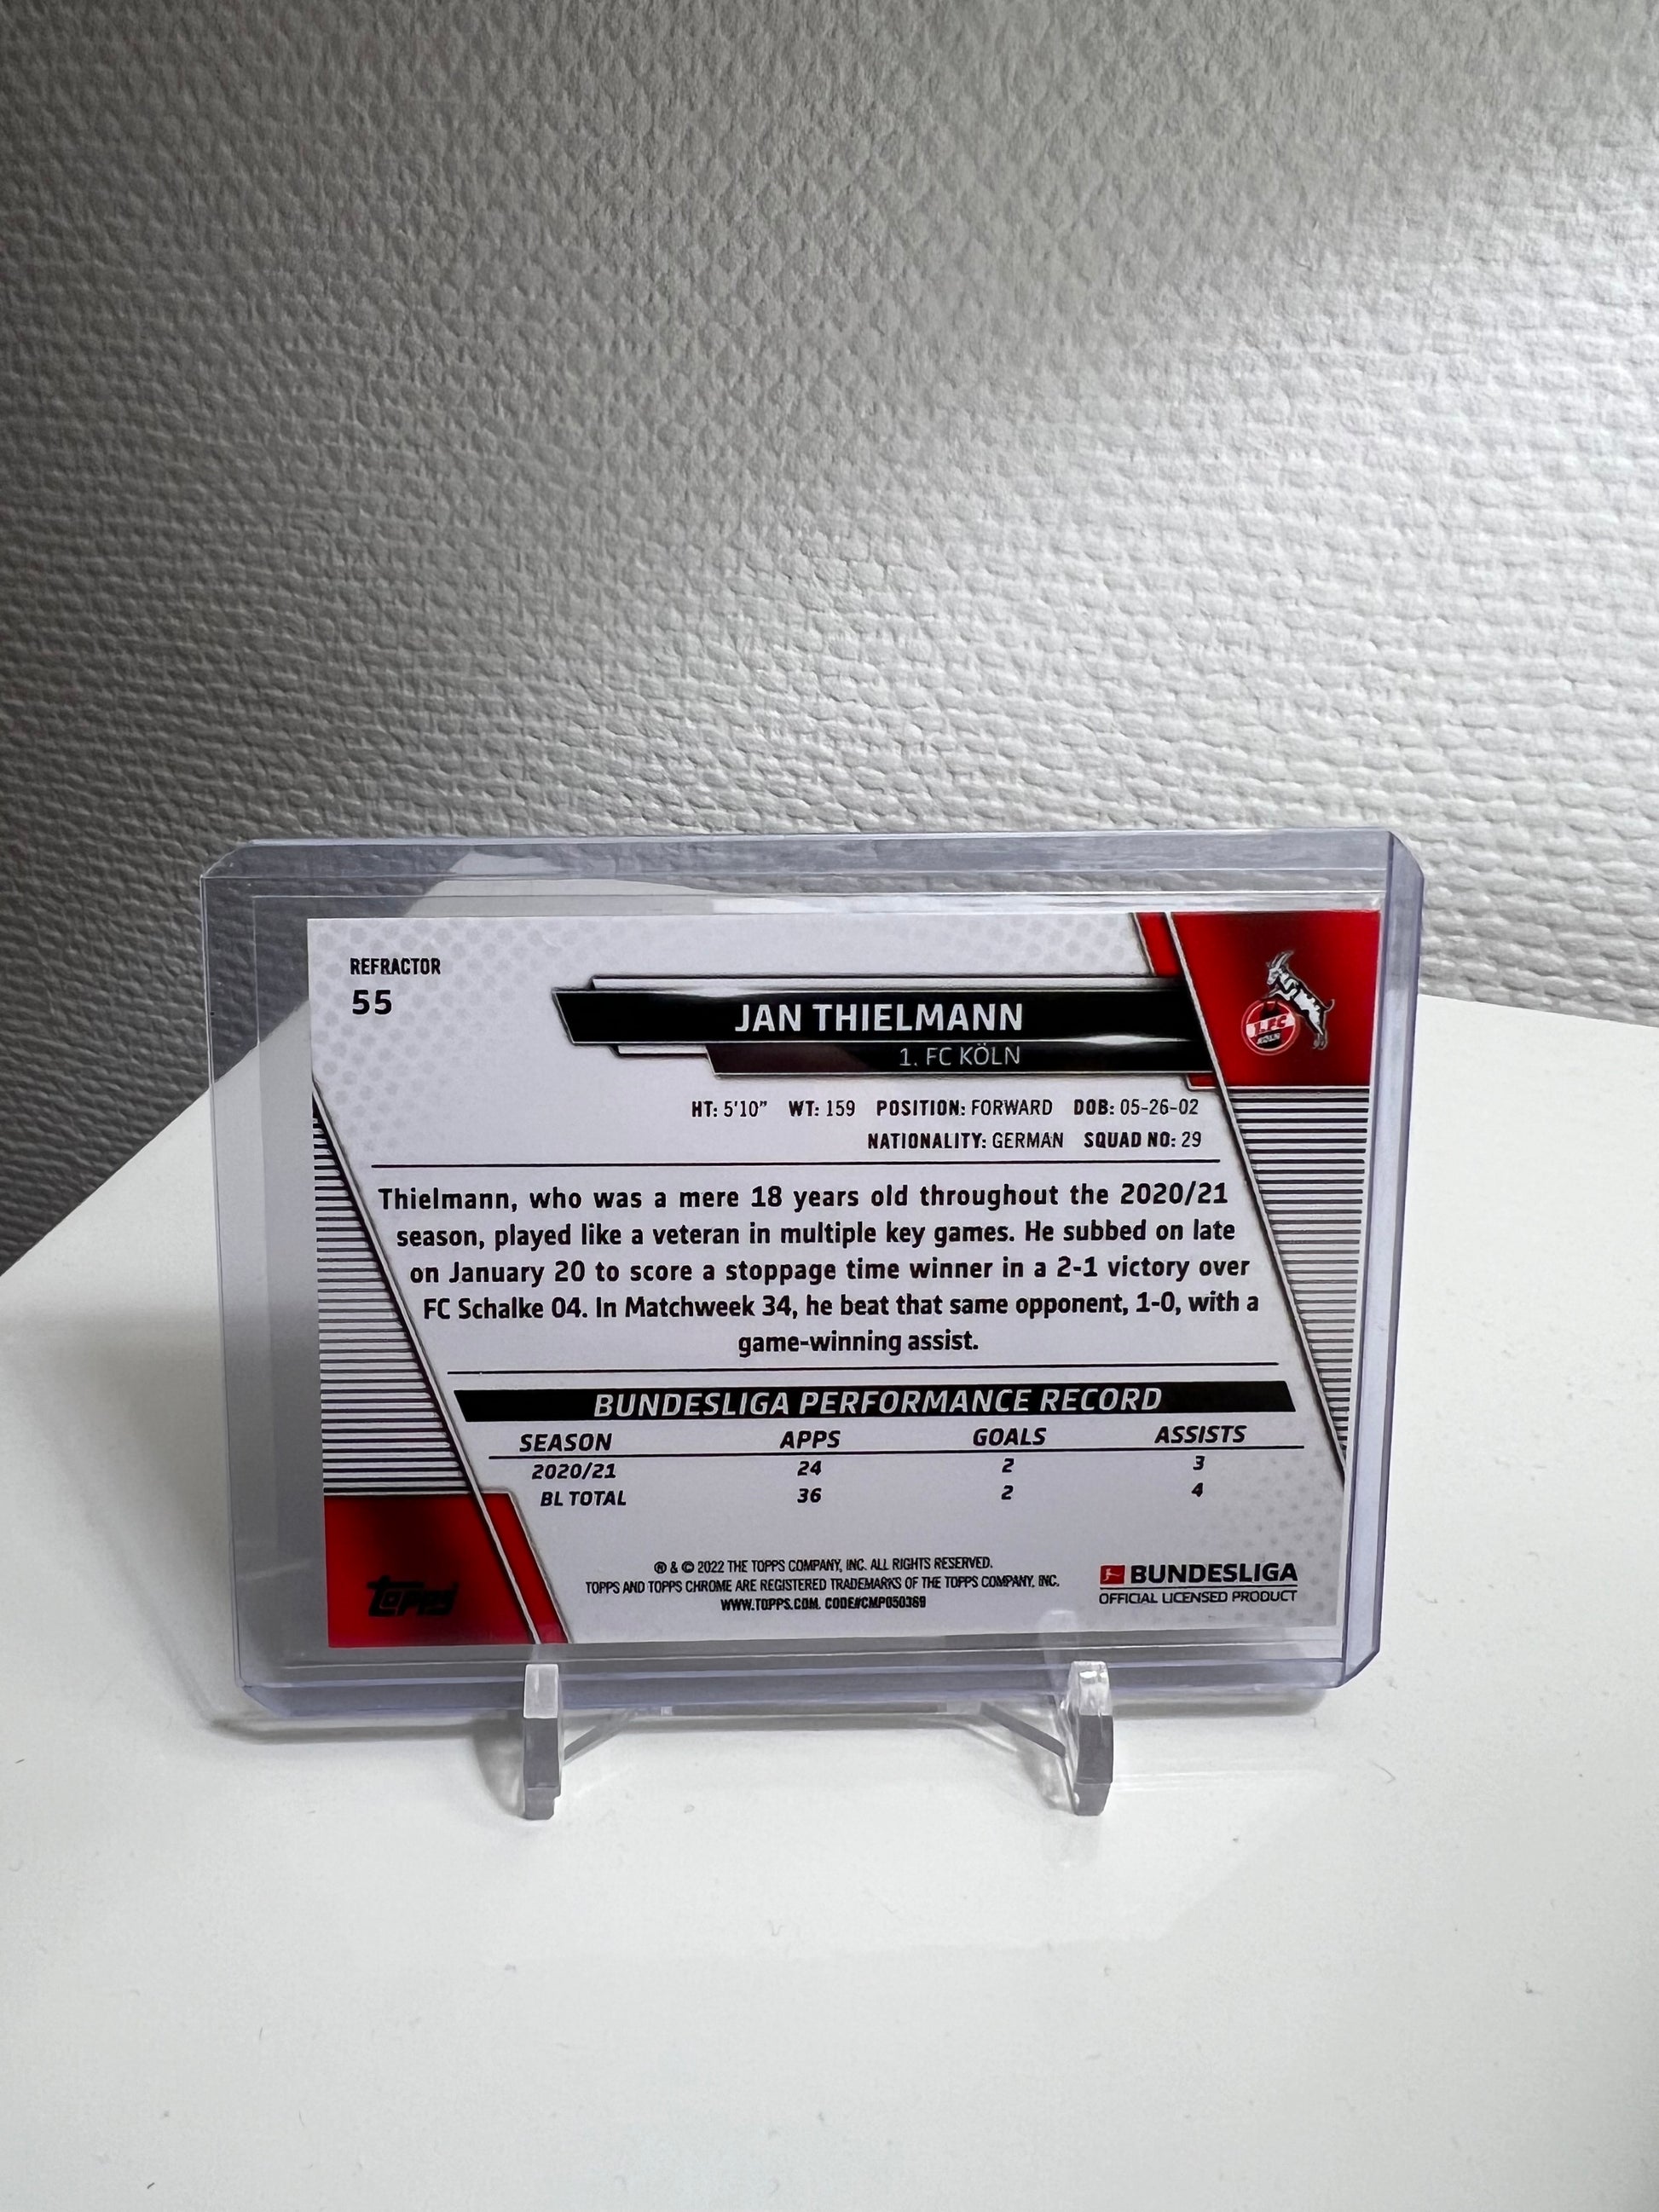 REFRACTOR
55
JAN THIELMANN
1. FC KÖLN
1.FC
KÖLN
HT: 5'10" WT: 159 POSITION: FORWARD DOB: 05-26-02
NATIONALITY: GERMAN SQUAD NO: 29
Thielmann, who was a mere 18 years old throughout the 2020/21
season, played like a veteran in multiple key games. He subbed on late
on January 20 to score a stoppage time winner in a 2-1 victory over
FC Schalke 04. In Matchweek 34, he beat that same opponent, 1-0, with a
game-winning assist.
BUNDESLIGA PERFORMANCE RECORD
SEASON APPS GOALS ASSISTS
2020/21 24 2 3
BL TOTAL 36 2 4
® & © 2022 THE TOPPS COMPANY, INC. ALL RIGHTS RESERVED.
TOPPS AND TOPPS CHROME ARE REGISTERED TRADEMARKS OF THE TOPPS COMPANY, INC.
WWW.TOPPS.COM. CODE#CMP050369
topps
BUNDESLIGA
OFFICIAL LICENSED PRODUCT